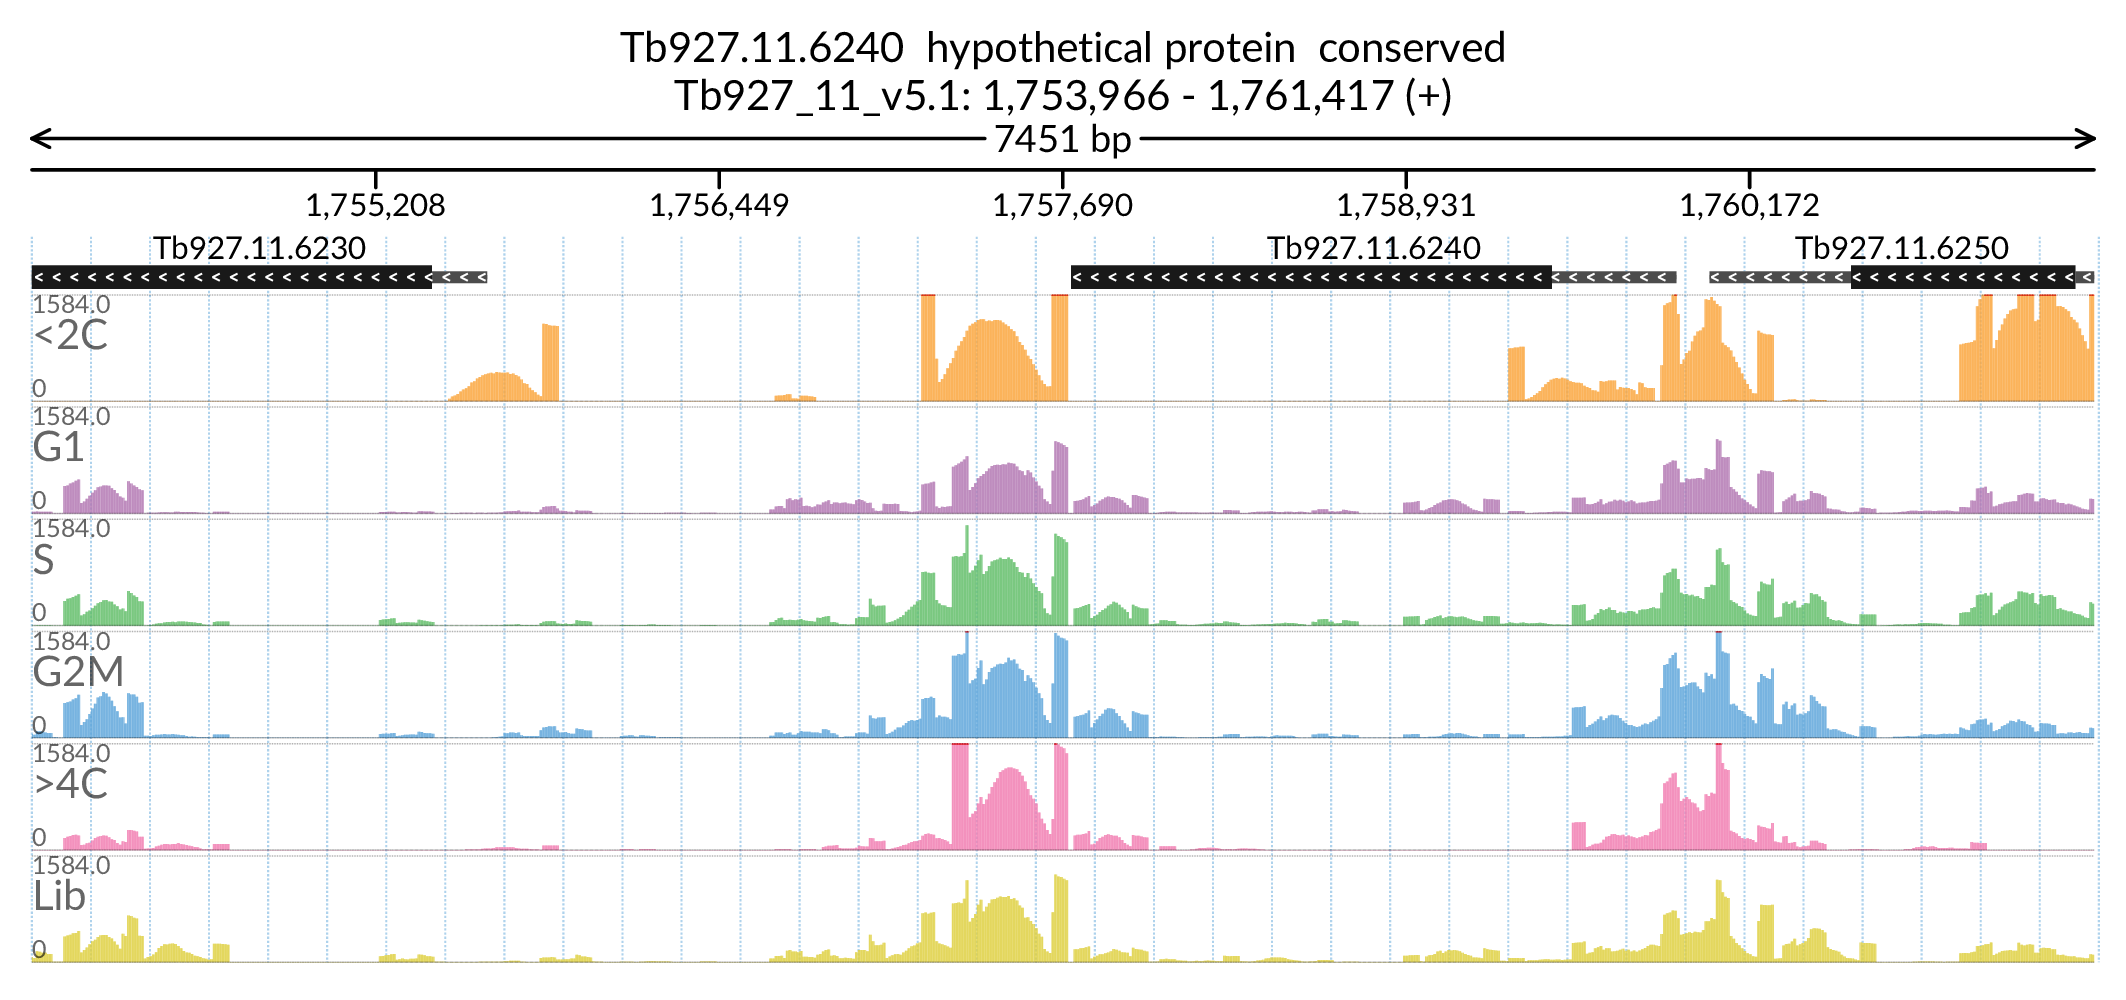 Tb927.11.6240 hypothetical protein conserved
Tb927_11_v5.1: 1,753,966 - 1,761,417 (+)
7451 bp
1,755,208 1,756,449 1,757,690 1,758,931 1,760,172
Tb927.11.6230 Tb927.11.6240 Tb927.11.6250
1584.0
<2C
0
1584.0
G1
0
1584.0
S
0
1584.0
G2M
0
1584.0
>4C
0
1584.0
Lib
0